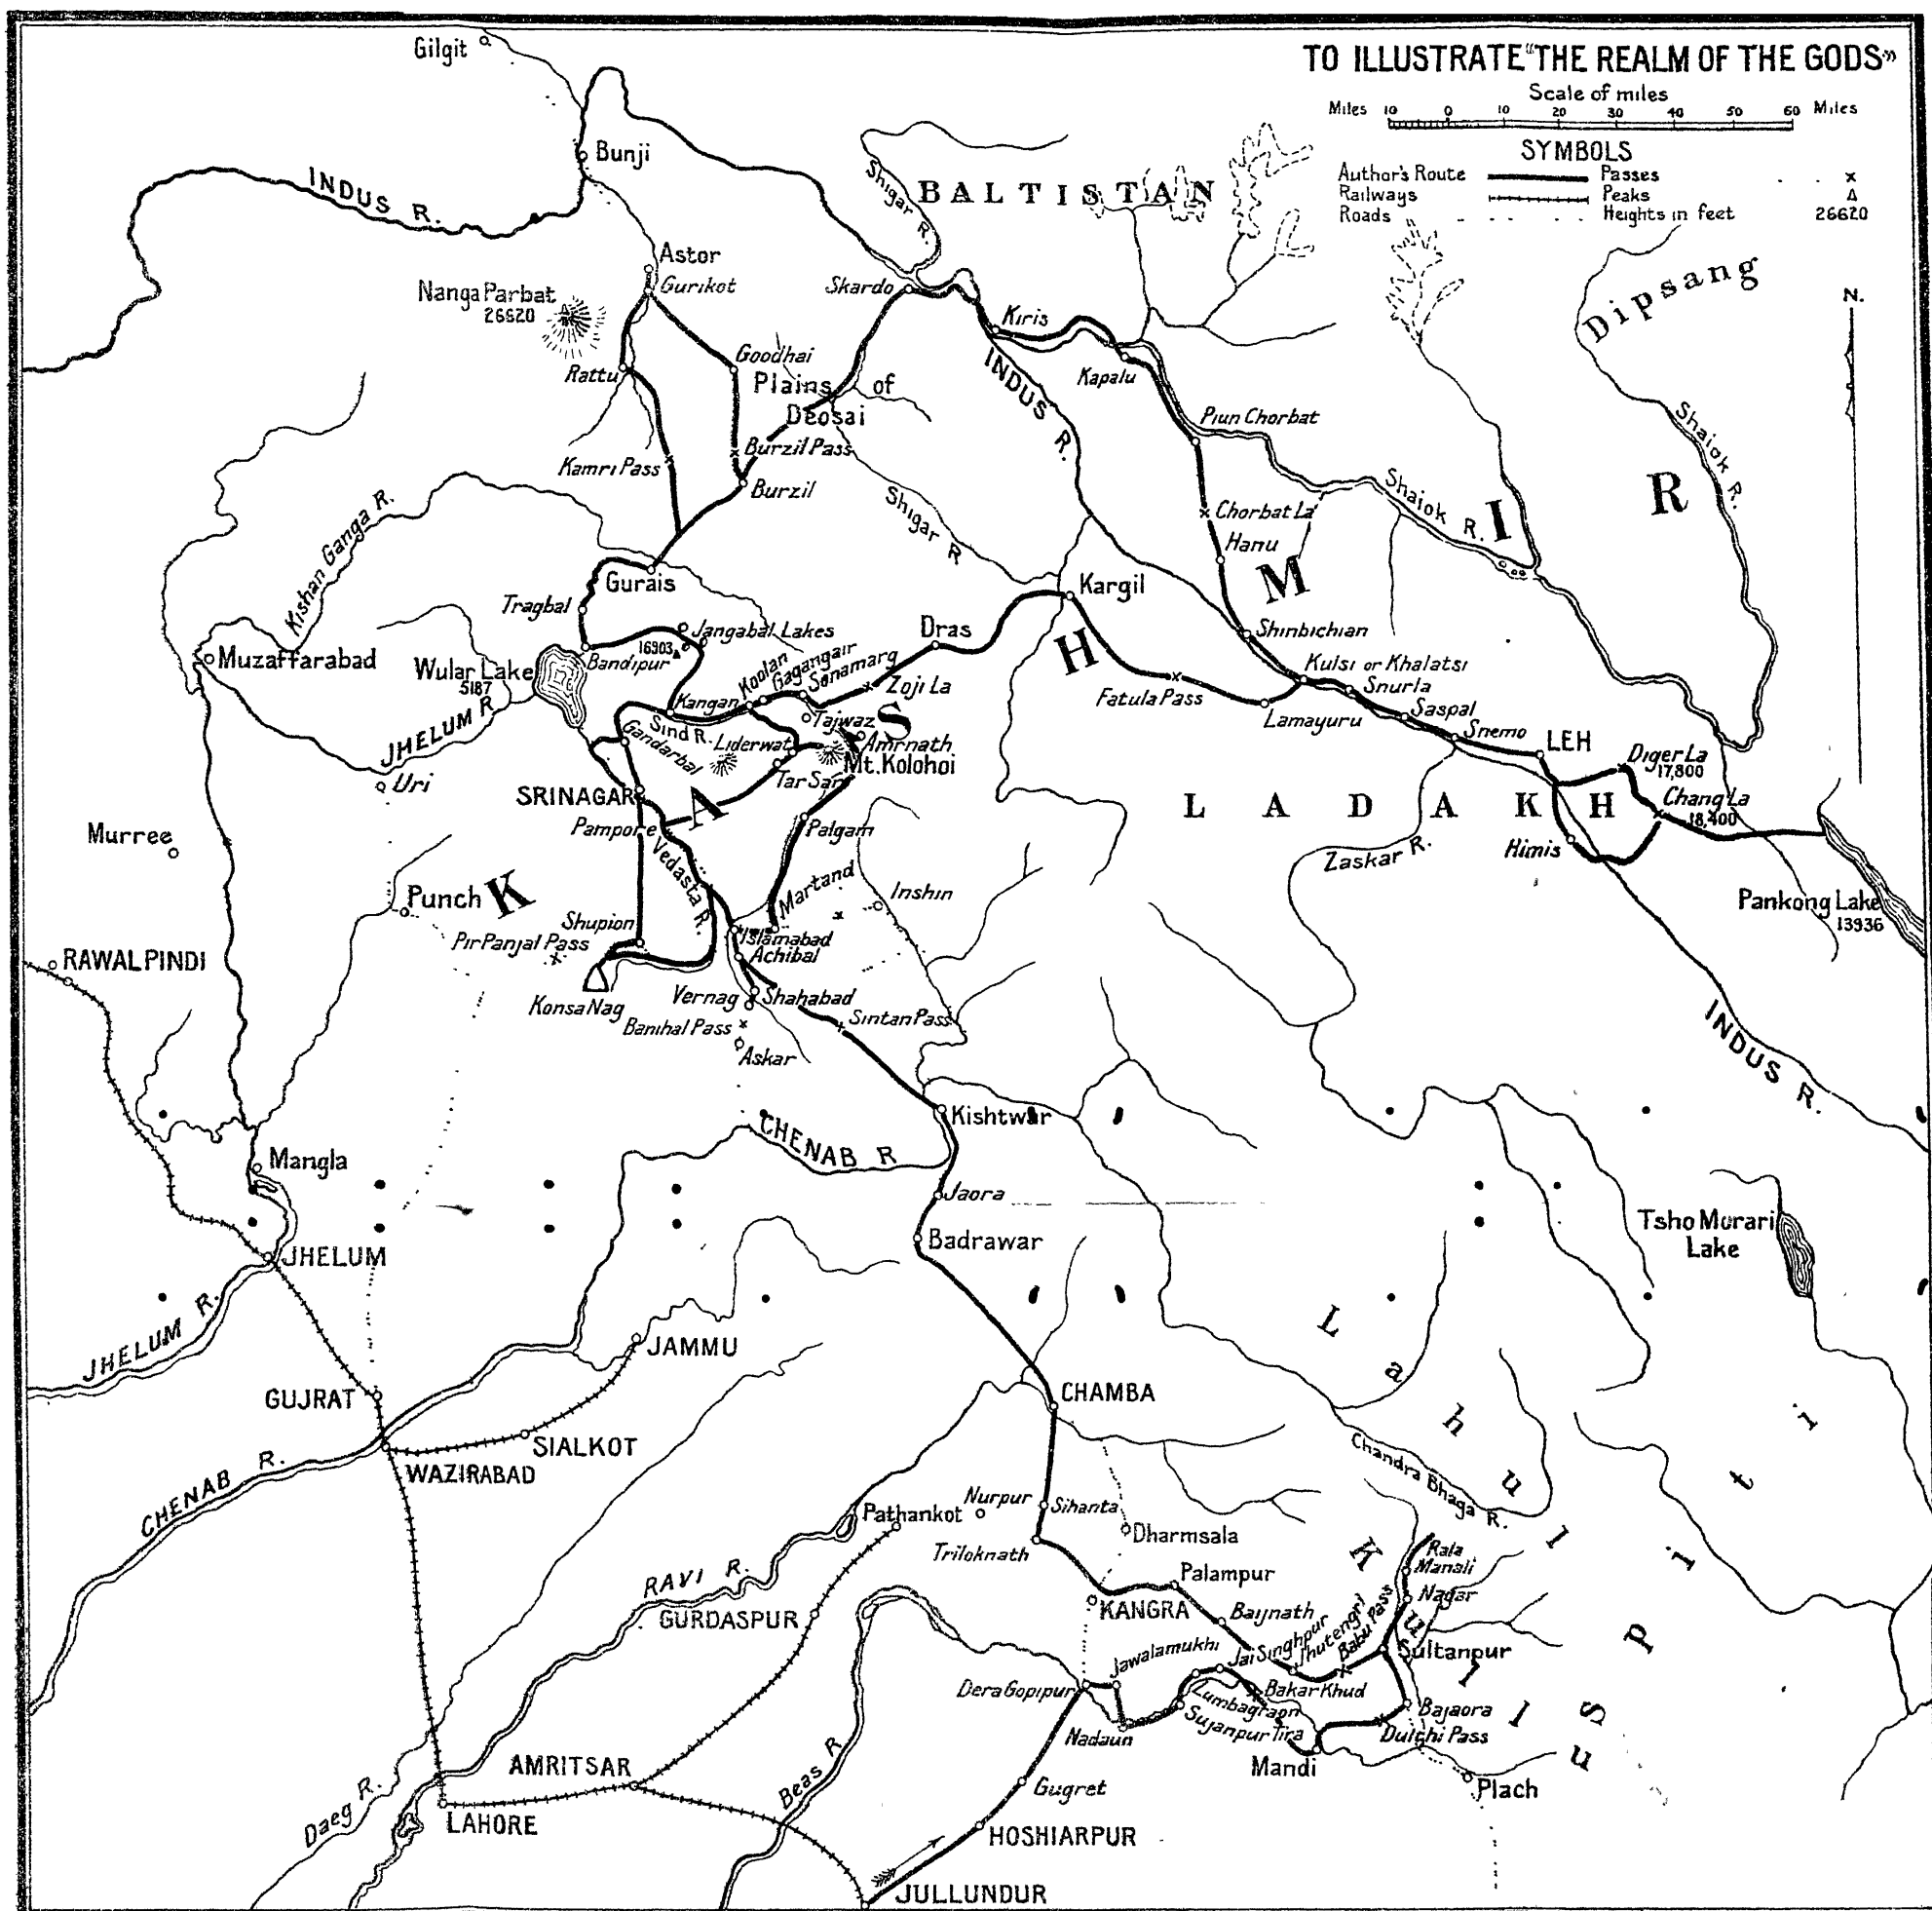 TO ILLUSTRATE "THE REALM OF THE GODS"
Scale of miles
Miles 10 0 10 20 30 40 50 60 Miles
SYMBOLS
Author's Route
Passes x
Railways
Peaks Δ
Roads
Heights in feet 26620
N.
Gilgit
Bunji
INDUS R.
Shigar R.
BALTISTAN
Dipsang
Astor
Gurikot
Nanga Parbat
26620
Skardo
Kiris
Goodhai
Rattu
Plains of
Deosai
INDUS R.
Kapalu
Piun Chorbat
Shaiok R.
Kamri Pass
Burzil Pass
Burzil
Shigar R
Shaiok R.
Chorbat La
Hanu
KASHMIR
Kishan Ganga R.
Gurais
Tragbal
Kargil
Jangabal Lakes
16903
Dras
Shinbichian
Muzaffarabad
Wular Lake
5187
Bandipur
Koolan
Gagangair
Sonamarg
Zoji La
Kulsi or Khalatsi
Snurla
Fatula Pass
Lamayuru
Saspal
Snemo
LEH
JHELUM R.
Kangan
Sind R.
Tajwaz
Gandarbal
Liderwat
Amrnath
Mt. Kolohoi
Tar Sar
Diger La
17,800
Uri
SRINAGAR
LADAKH
Chang La
18,400
Pampore
Palgam
Murree
Vedasta R.
Zaskar R.
Himis
Punch
Martand
Inshin
Pankong Lake
13936
Shupion
Pir Panjal Pass
Islamabad
Achibal
RAWALPINDI
Konsa Nag
Vernag
Shahabad
Banihal Pass
Sintan Pass
Askar
INDUS R.
Kishtwar
CHENAB R
Mangla
Jaora
Badrawar
Tsho Morari
Lake
JHELUM
JHELUM R.
JAMMU
Lahul
GUJRAT
CHAMBA
SIALKOT
WAZIRABAD
CHENAB R.
Chandra Bhaga R.
Spiti
Nurpur
Sihanta
Pathankot
Dharmsala
Triloknath
Kullu
Rala
Manali
Nagar
RAVI R.
Palampur
GURDASPUR
KANGRA
Baijnath
Jai Singhpur
Jhutengri
Babu Pass
Sultanpur
Jawalamukhi
Dera Gopipur
Bakar Khud
Lumbagraon
Sujanpur Tira
Bajaora
Nadaun
Dulchi Pass
Mandi
Plach
AMRITSAR
Beas R
Daeg R.
LAHORE
Gugret
HOSHIARPUR
JULLUNDUR